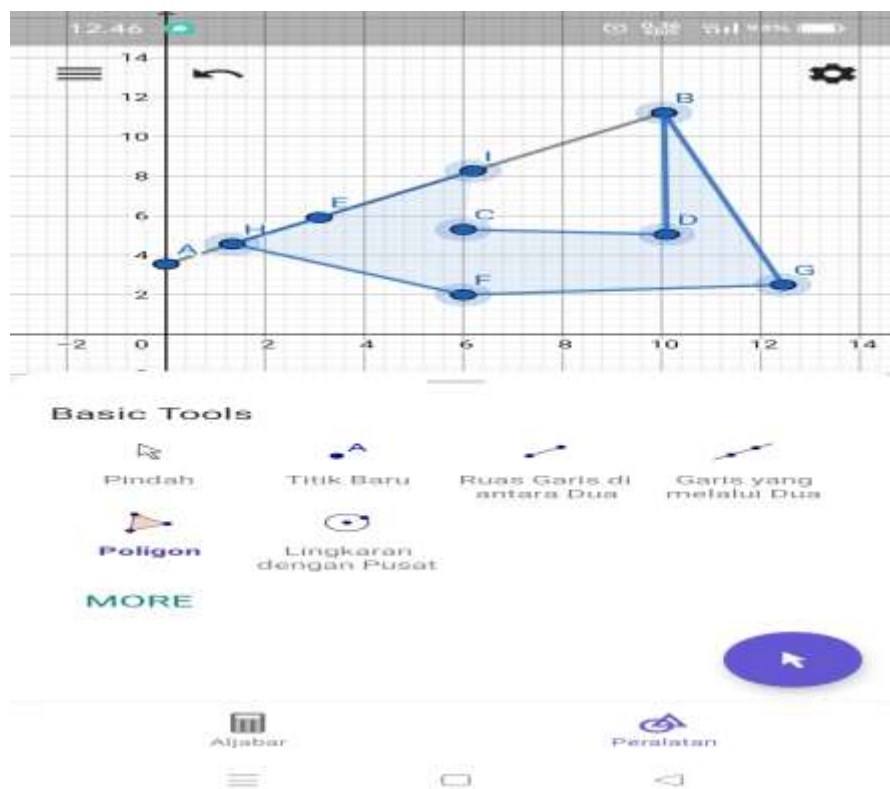 12.46
14
12
10
8
6
4
2
-2 0 2 4 6 8 10 12 14
B
I
E
C
D
H
A
F
G
Basic Tools
Pindah
A
Titik Baru
Ruas Garis di antara Dua
Garis yang melalui Dua
Poligon
Lingkaran dengan Pusat
MORE
Aljabar
Peralatan